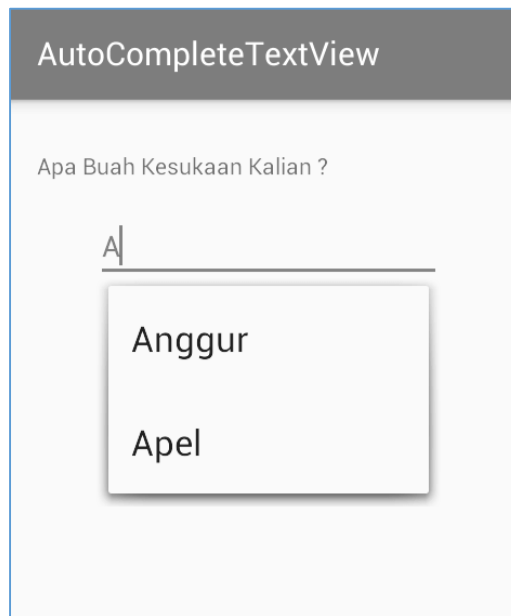 AutoCompleteTextView
Apa Buah Kesukaan Kalian ?
A
Anggur
Apel